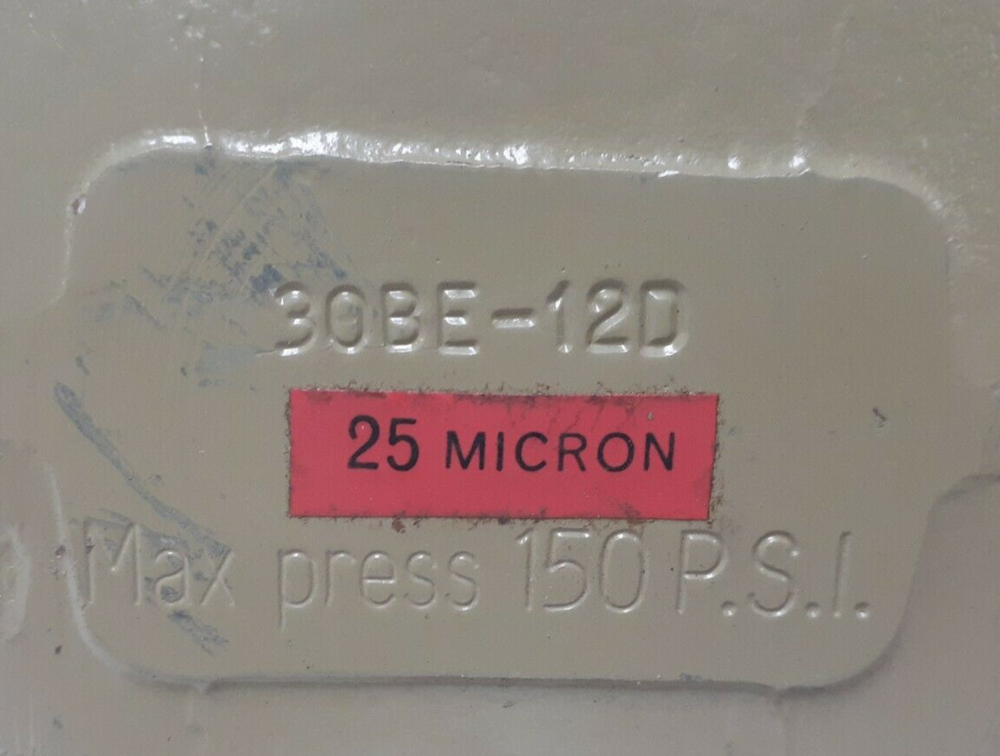 30BE-12D
25 MICRON
Max press 150 P.S.I.